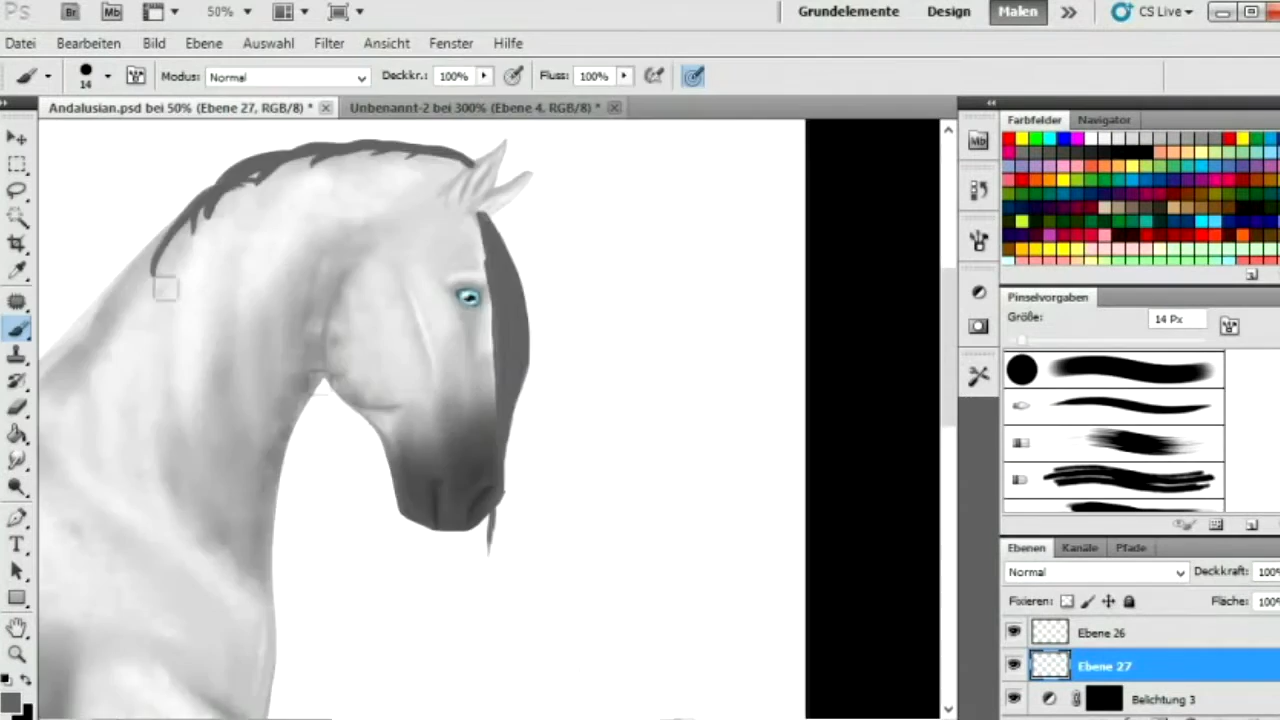 Ps Br Mb 50% Grundelemente Design Malen CS Live
Datei Bearbeiten Bild Ebene Auswahl Filter Ansicht Fenster Hilfe
14 Modus: Normal Deckkr.: 100% Fluss: 100%
Andalusian.psd bei 50% (Ebene 27, RGB/8) * Unbenannt-2 bei 300% (Ebene 4, RGB/8) *
Farbfelder Navigator
Mb
Pinselvorgaben
Größe: 14 Px
Ebenen Kanäle Pfade
Normal Deckkraft: 100%
Fixieren: Fläche: 100%
Ebene 26
Ebene 27
Belichtung 3